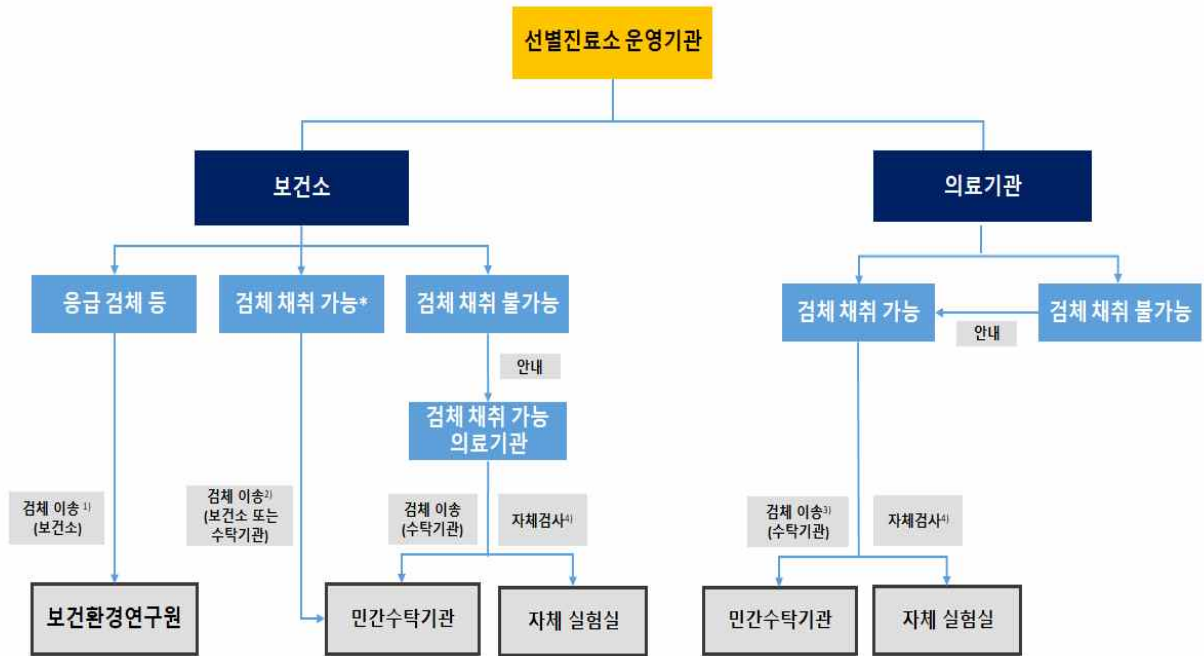 선별진료소 운영기관
보건소
의료기관
응급 검체 등
검체 채취 가능*
검체 채취 불가능
검체 채취 가능
검체 채취 불가능
안내
안내
검체 채취 가능
의료기관
검체 이송 1)
(보건소)
검체 이송2)
(보건소 또는
수탁기관)
검체 이송
(수탁기관)
자체검사4)
검체 이송3)
(수탁기관)
자체검사4)
보건환경연구원
민간수탁기관
자체 실험실
민간수탁기관
자체 실험실